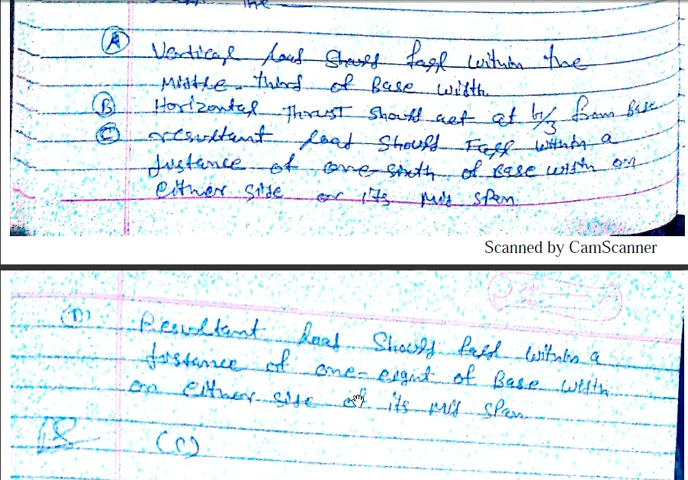 the
(A) Vertical load should fall within the
middle-third of Base width
(B) Horizontal Thrust should act at h/3 from Base
(C) resultant load should Fall within a
distance of one-sixth of Base width on
either side or its mid span
Scanned by CamScanner
(D) Resultant load should fall within a
distance of one-eight of Base width
on either side of its mid span
(C)